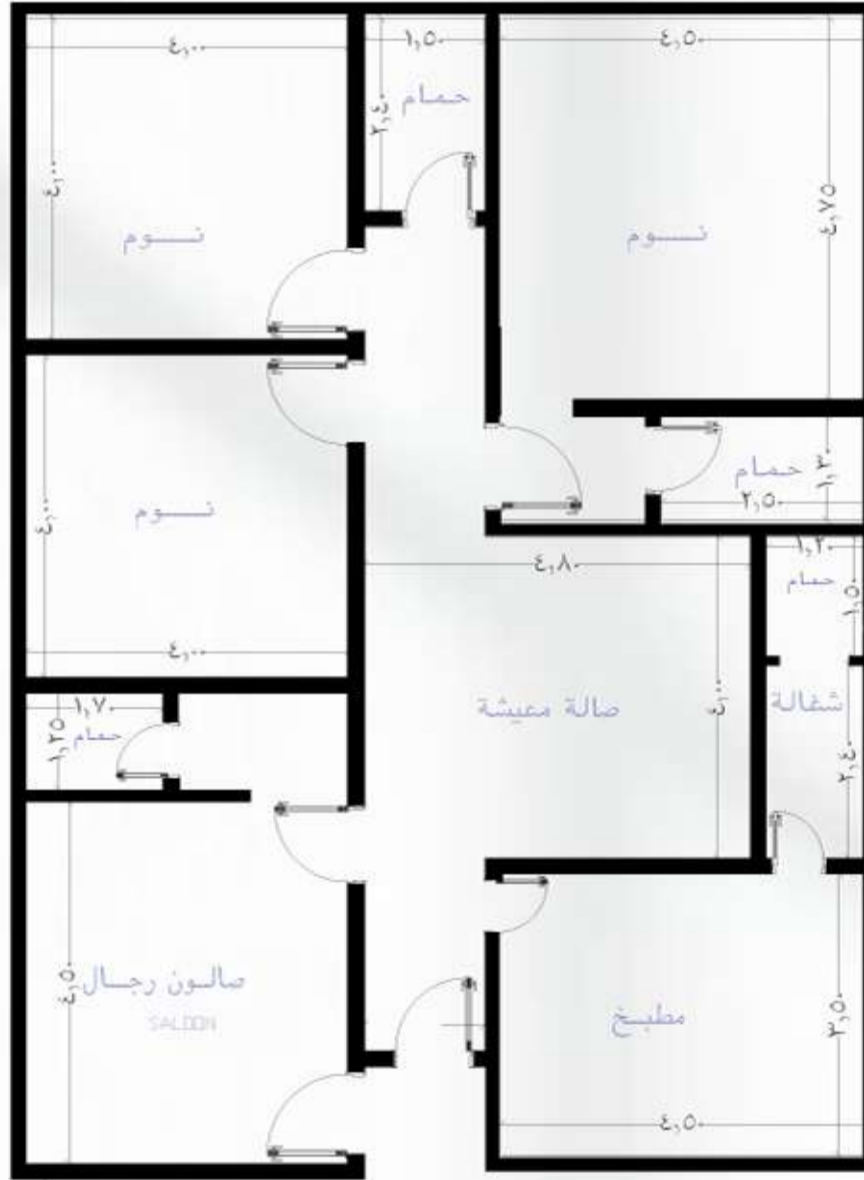 ٤,٠٠
١,٥٠
٤,٥٠
حمام
٢,٤٠
٤,٠٠
٤,٧٥
نــوم
نــوم
حمام
٢,٥٠
١,٣٠
نــوم
٤,٠٠
٤,٨٠
١,٢٠
حمام
١,٥٠
٤,٠٠
١,٧٠
حمام
١,٢٥
صالة معيشة
٤,٠٠
شغالة
٢,٤٠
صالـون رجـال
SALOON
٤,٥٠
مطبـخ
٣,٥٠
٤,٥٠